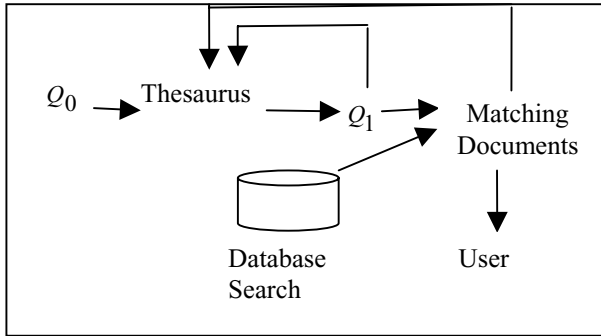 Q0
Thesaurus
Q1
Matching
Documents
Database
Search
User